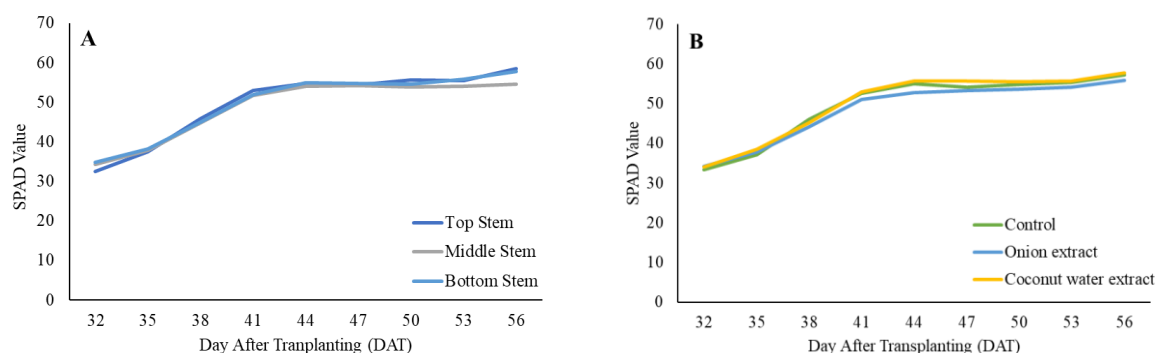 A
SPAD Value
70
60
50
40
30
20
10
0
Top Stem
Middle Stem
Bottom Stem
32 35 38 41 44 47 50 53 56
Day After Tranplanting (DAT)
B
SPAD Value
70
60
50
40
30
20
10
0
Control
Onion extract
Coconut water extract
32 35 38 41 44 47 50 53 56
Day After Tranplanting (DAT)